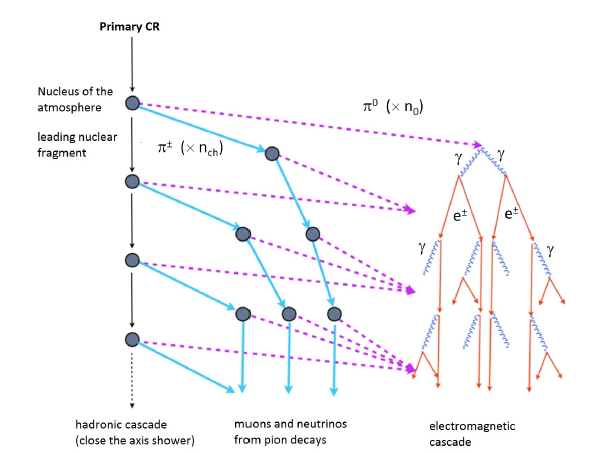 Primary CR
Nucleus of the
atmosphere
π⁰ (× n₀)
leading nuclear
fragment
π± (× n_ch)
γ γ
e± e±
γ γ
hadronic cascade
(close the axis shower)
muons and neutrinos
from pion decays
electromagnetic
cascade